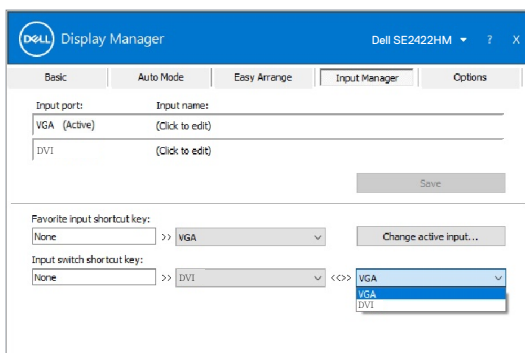 DELL Display Manager Dell SE2422HM ? X
Basic Auto Mode Easy Arrange Input Manager Options
Input port: Input name:
VGA (Active) (Click to edit)
DVI (Click to edit)
Save
Favorite input shortcut key:
None >> VGA Change active input...
Input switch shortcut key:
None >> DVI <<>> VGA
VGA
DVI